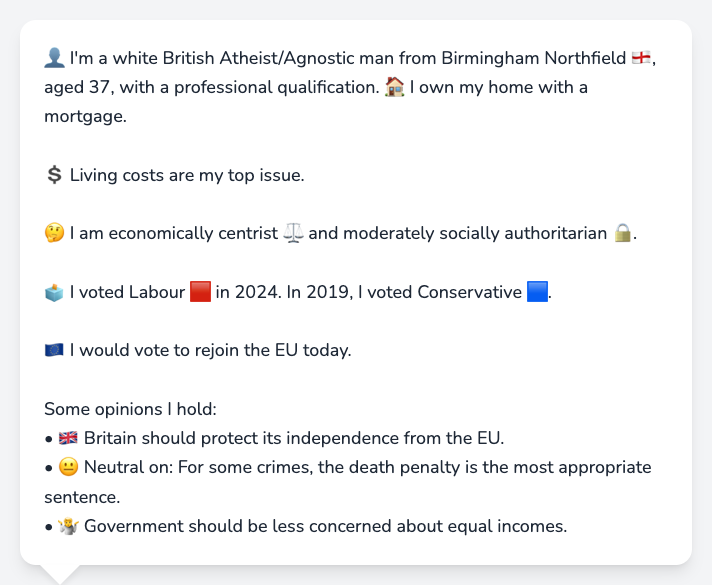 👤 I'm a white British Atheist/Agnostic man from Birmingham Northfield 🏴󠁧󠁢󠁥󠁮󠁧󠁿,
aged 37, with a professional qualification. 🏠 I own my home with a
mortgage.
💲 Living costs are my top issue.
🤔 I am economically centrist ⚖️ and moderately socially authoritarian 🔒.
🗳️ I voted Labour 🟥 in 2024. In 2019, I voted Conservative 🟦.
🇪🇺 I would vote to rejoin the EU today.
Some opinions I hold:
• 🇬🇧 Britain should protect its independence from the EU.
• 😐 Neutral on: For some crimes, the death penalty is the most appropriate
sentence.
• 🤷 Government should be less concerned about equal incomes.